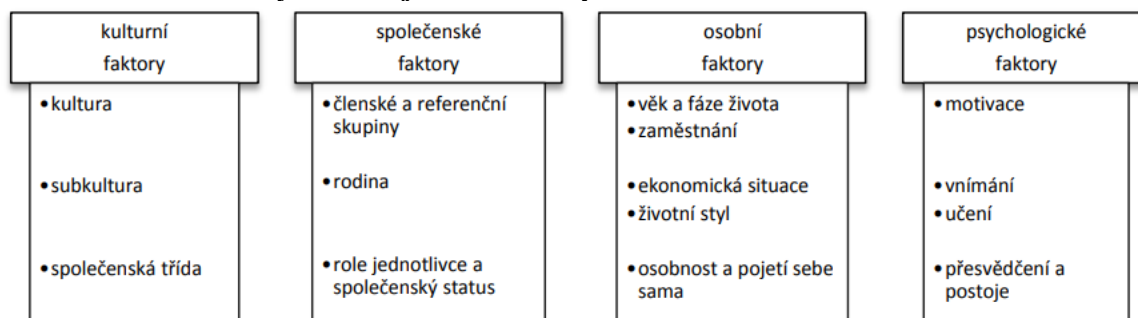 kulturní
faktory
•kultura
•subkultura
•společenská třída
společenské
faktory
•členské a referenční
skupiny
•rodina
•role jednotlivce a
společenský status
osobní
faktory
•věk a fáze života
•zaměstnání
•ekonomická situace
•životní styl
•osobnost a pojetí sebe
sama
psychologické
faktory
•motivace
•vnímání
•učení
•přesvědčení a
postoje